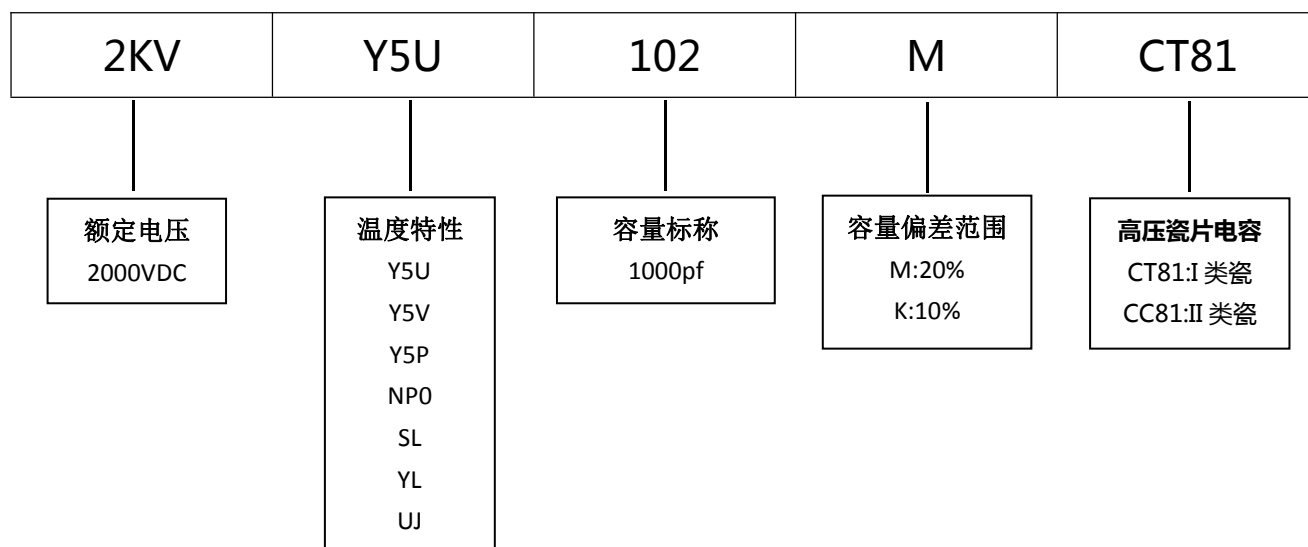 2KV Y5U 102 M CT81
额定电压
2000VDC
温度特性
Y5U
Y5V
Y5P
NP0
SL
YL
UJ
容量标称
1000pf
容量偏差范围
M:20%
K:10%
高压瓷片电容
CT81:I 类瓷
CC81:II 类瓷